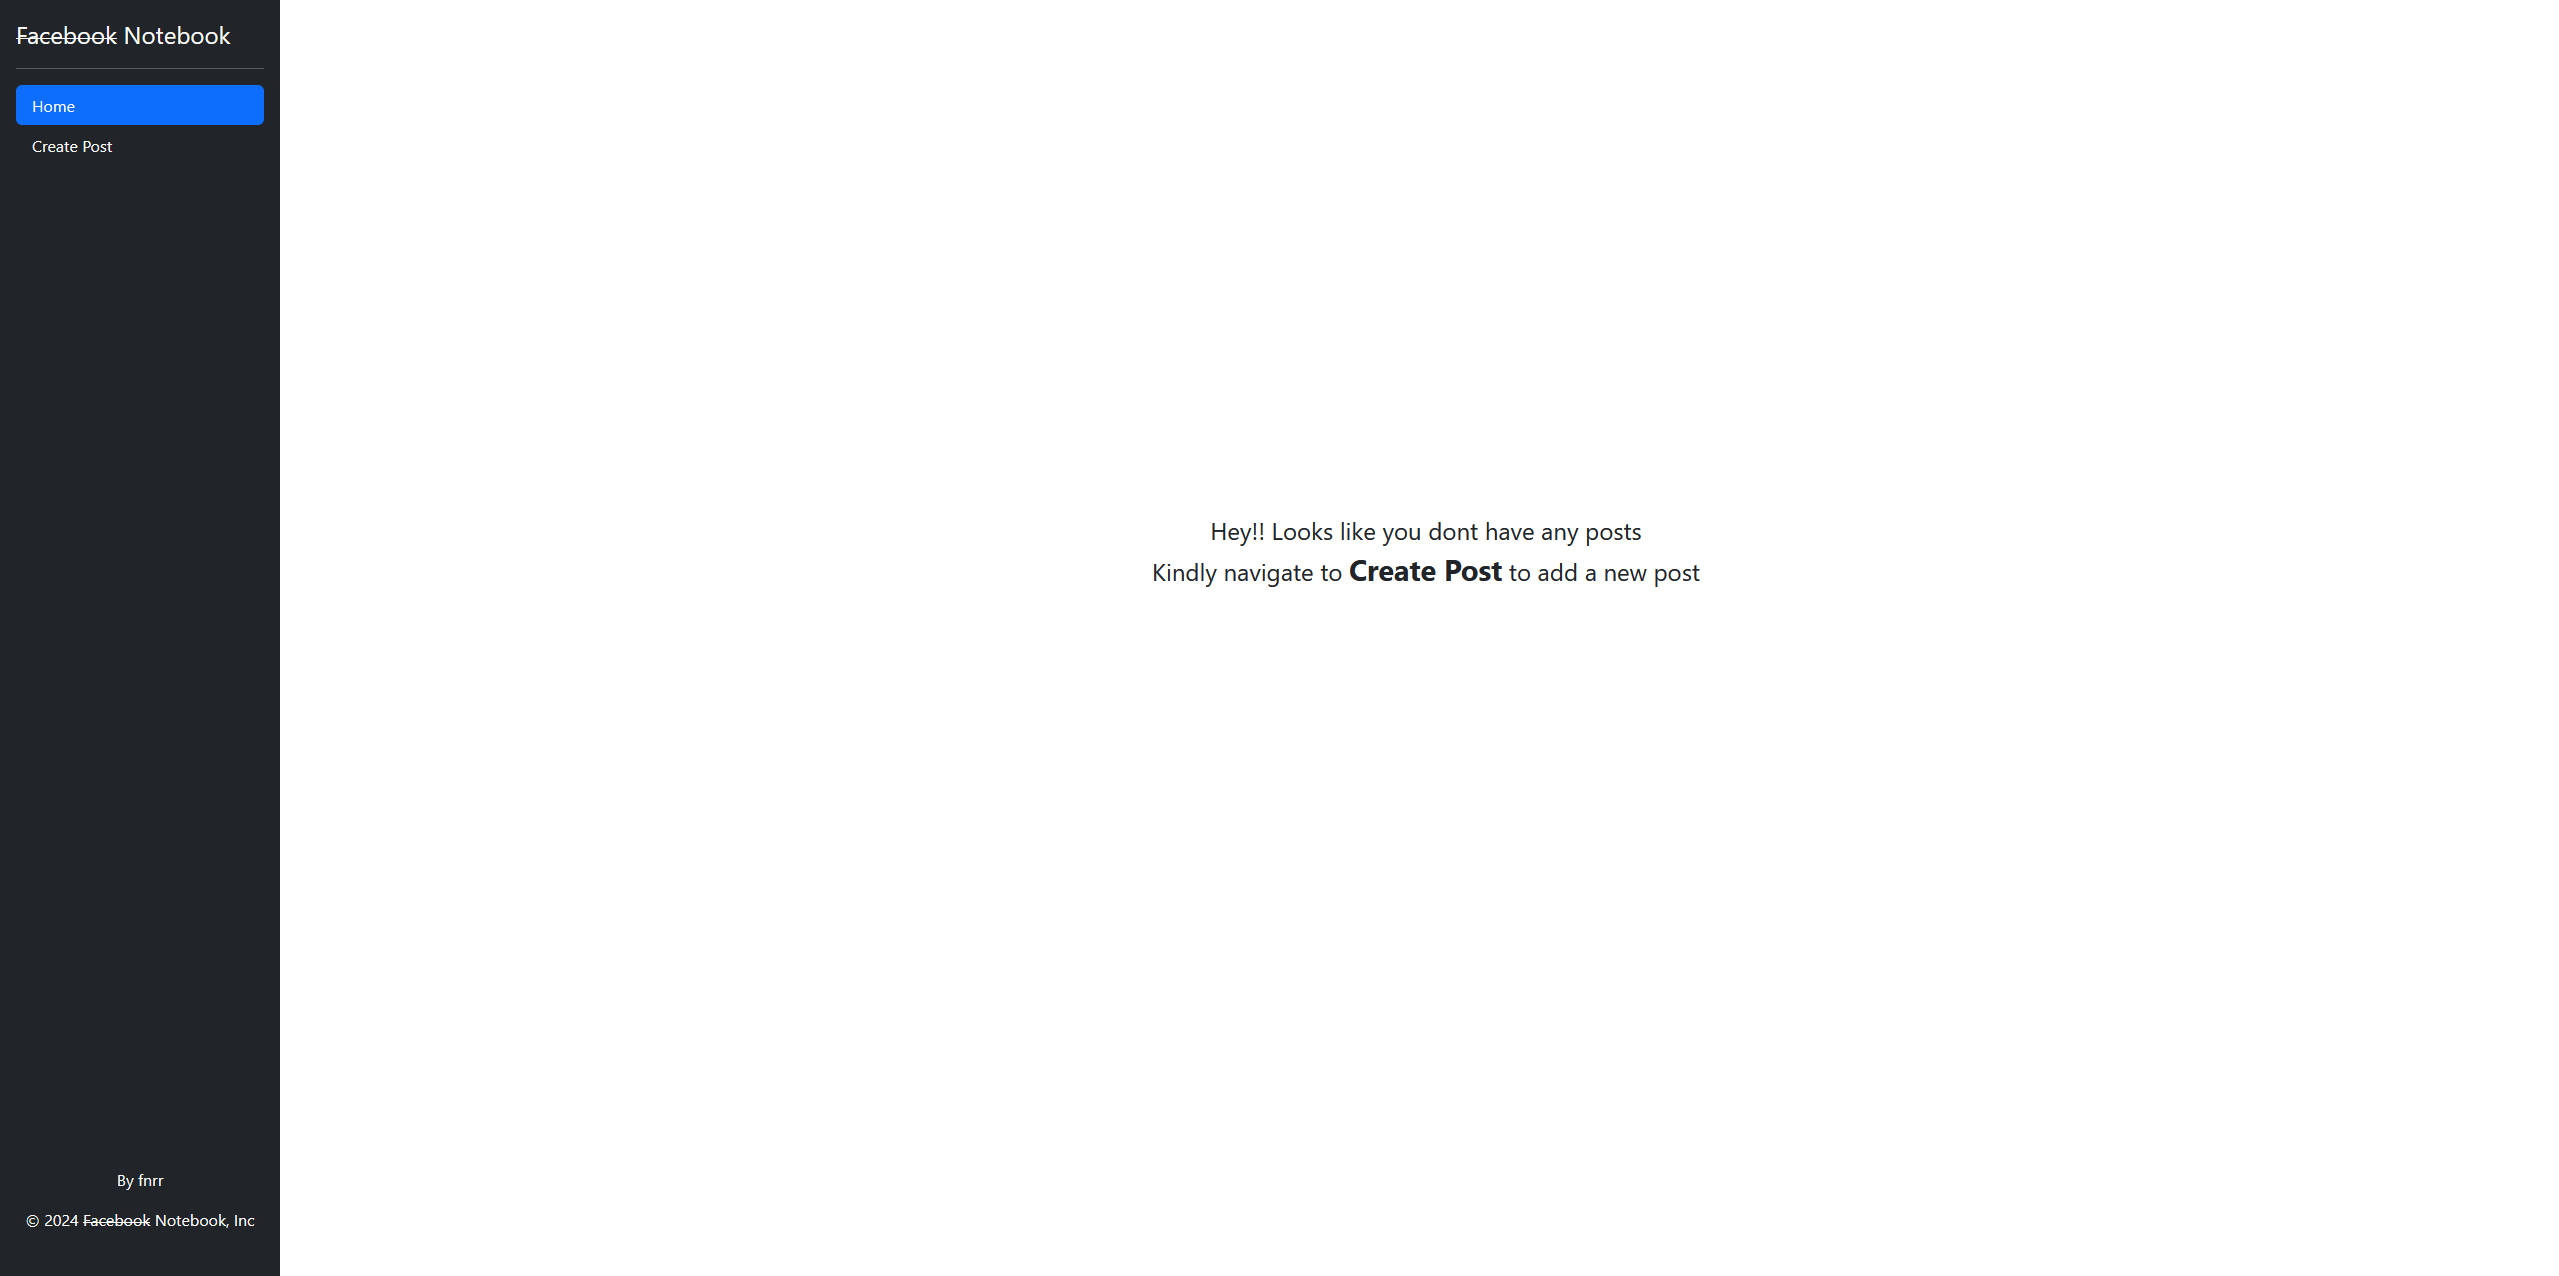 Facebook Notebook
Home
Create Post
Hey!! Looks like you dont have any posts
Kindly navigate to Create Post to add a new post
By fnrr
© 2024 Facebook Notebook, Inc